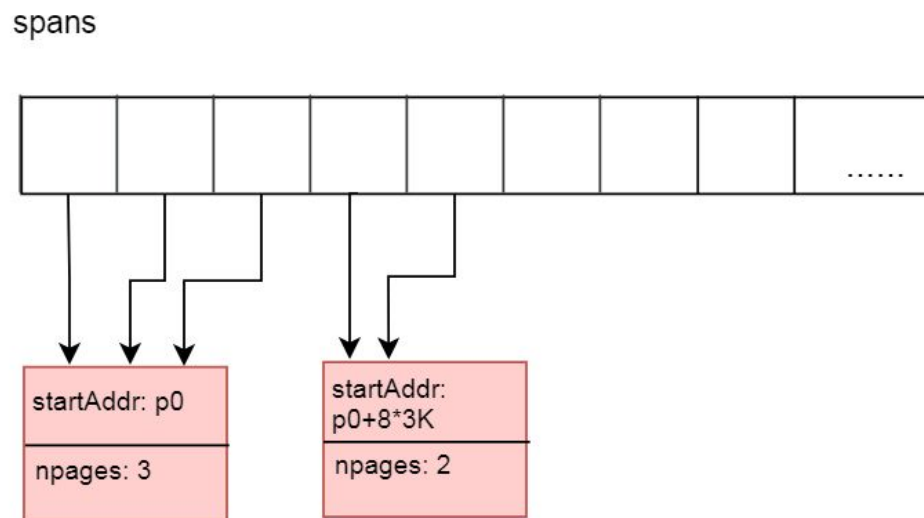 spans
......
startAddr: p0
npages: 3
startAddr:
p0+8*3K
npages: 2